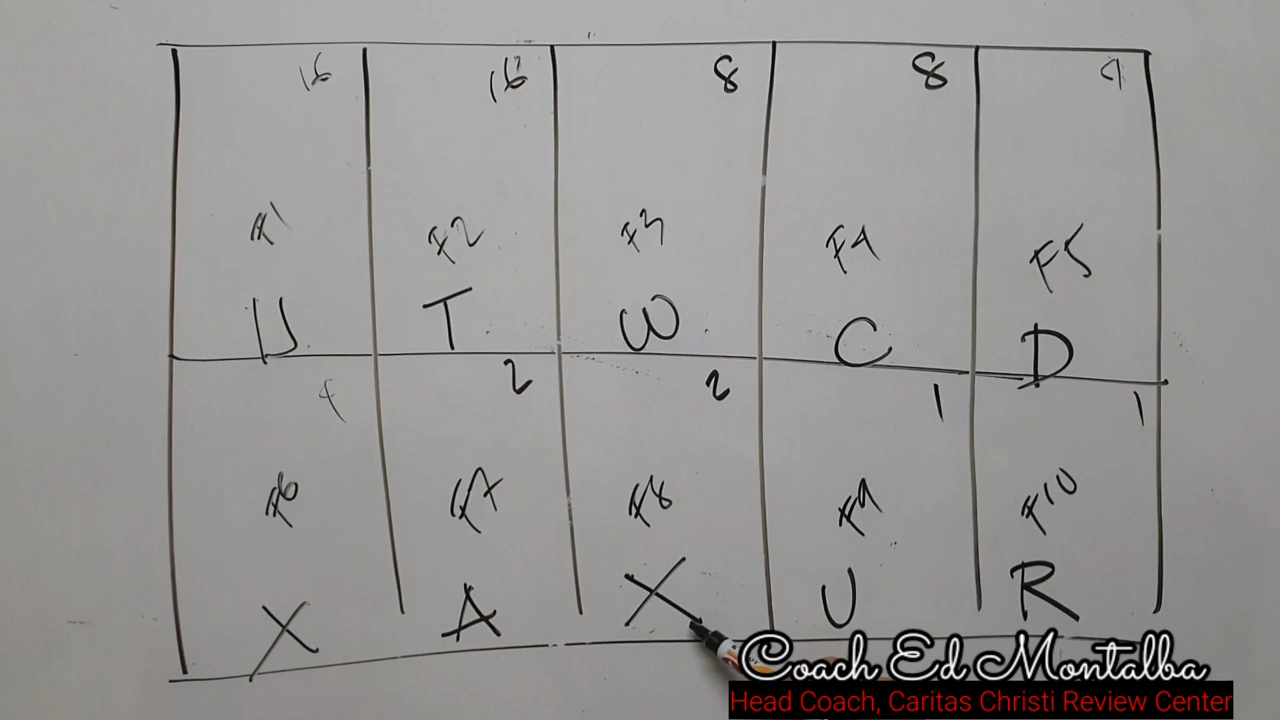 16 16 8 8 4
F1 F2 F3 F4 F5
U T W C D
4 2 2 1 1
F6 F7 F8 F9 F10
X A X U R
Coach Ed Montalba
Head Coach, Caritas Christi Review Center